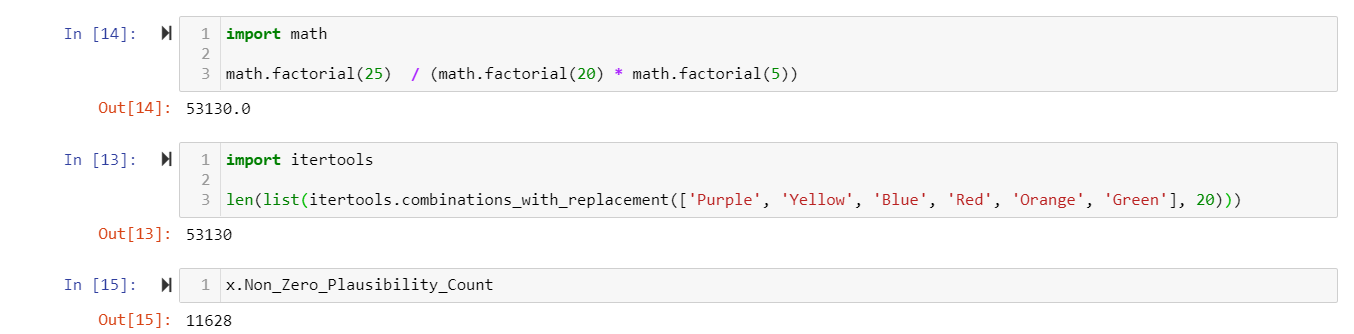 In [14]: 1 import math
2
3 math.factorial(25) / (math.factorial(20) * math.factorial(5))
Out[14]: 53130.0
In [13]: 1 import itertools
2
3 len(list(itertools.combinations_with_replacement(['Purple', 'Yellow', 'Blue', 'Red', 'Orange', 'Green'], 20)))
Out[13]: 53130
In [15]: 1 x.Non_Zero_Plausibility_Count
Out[15]: 11628